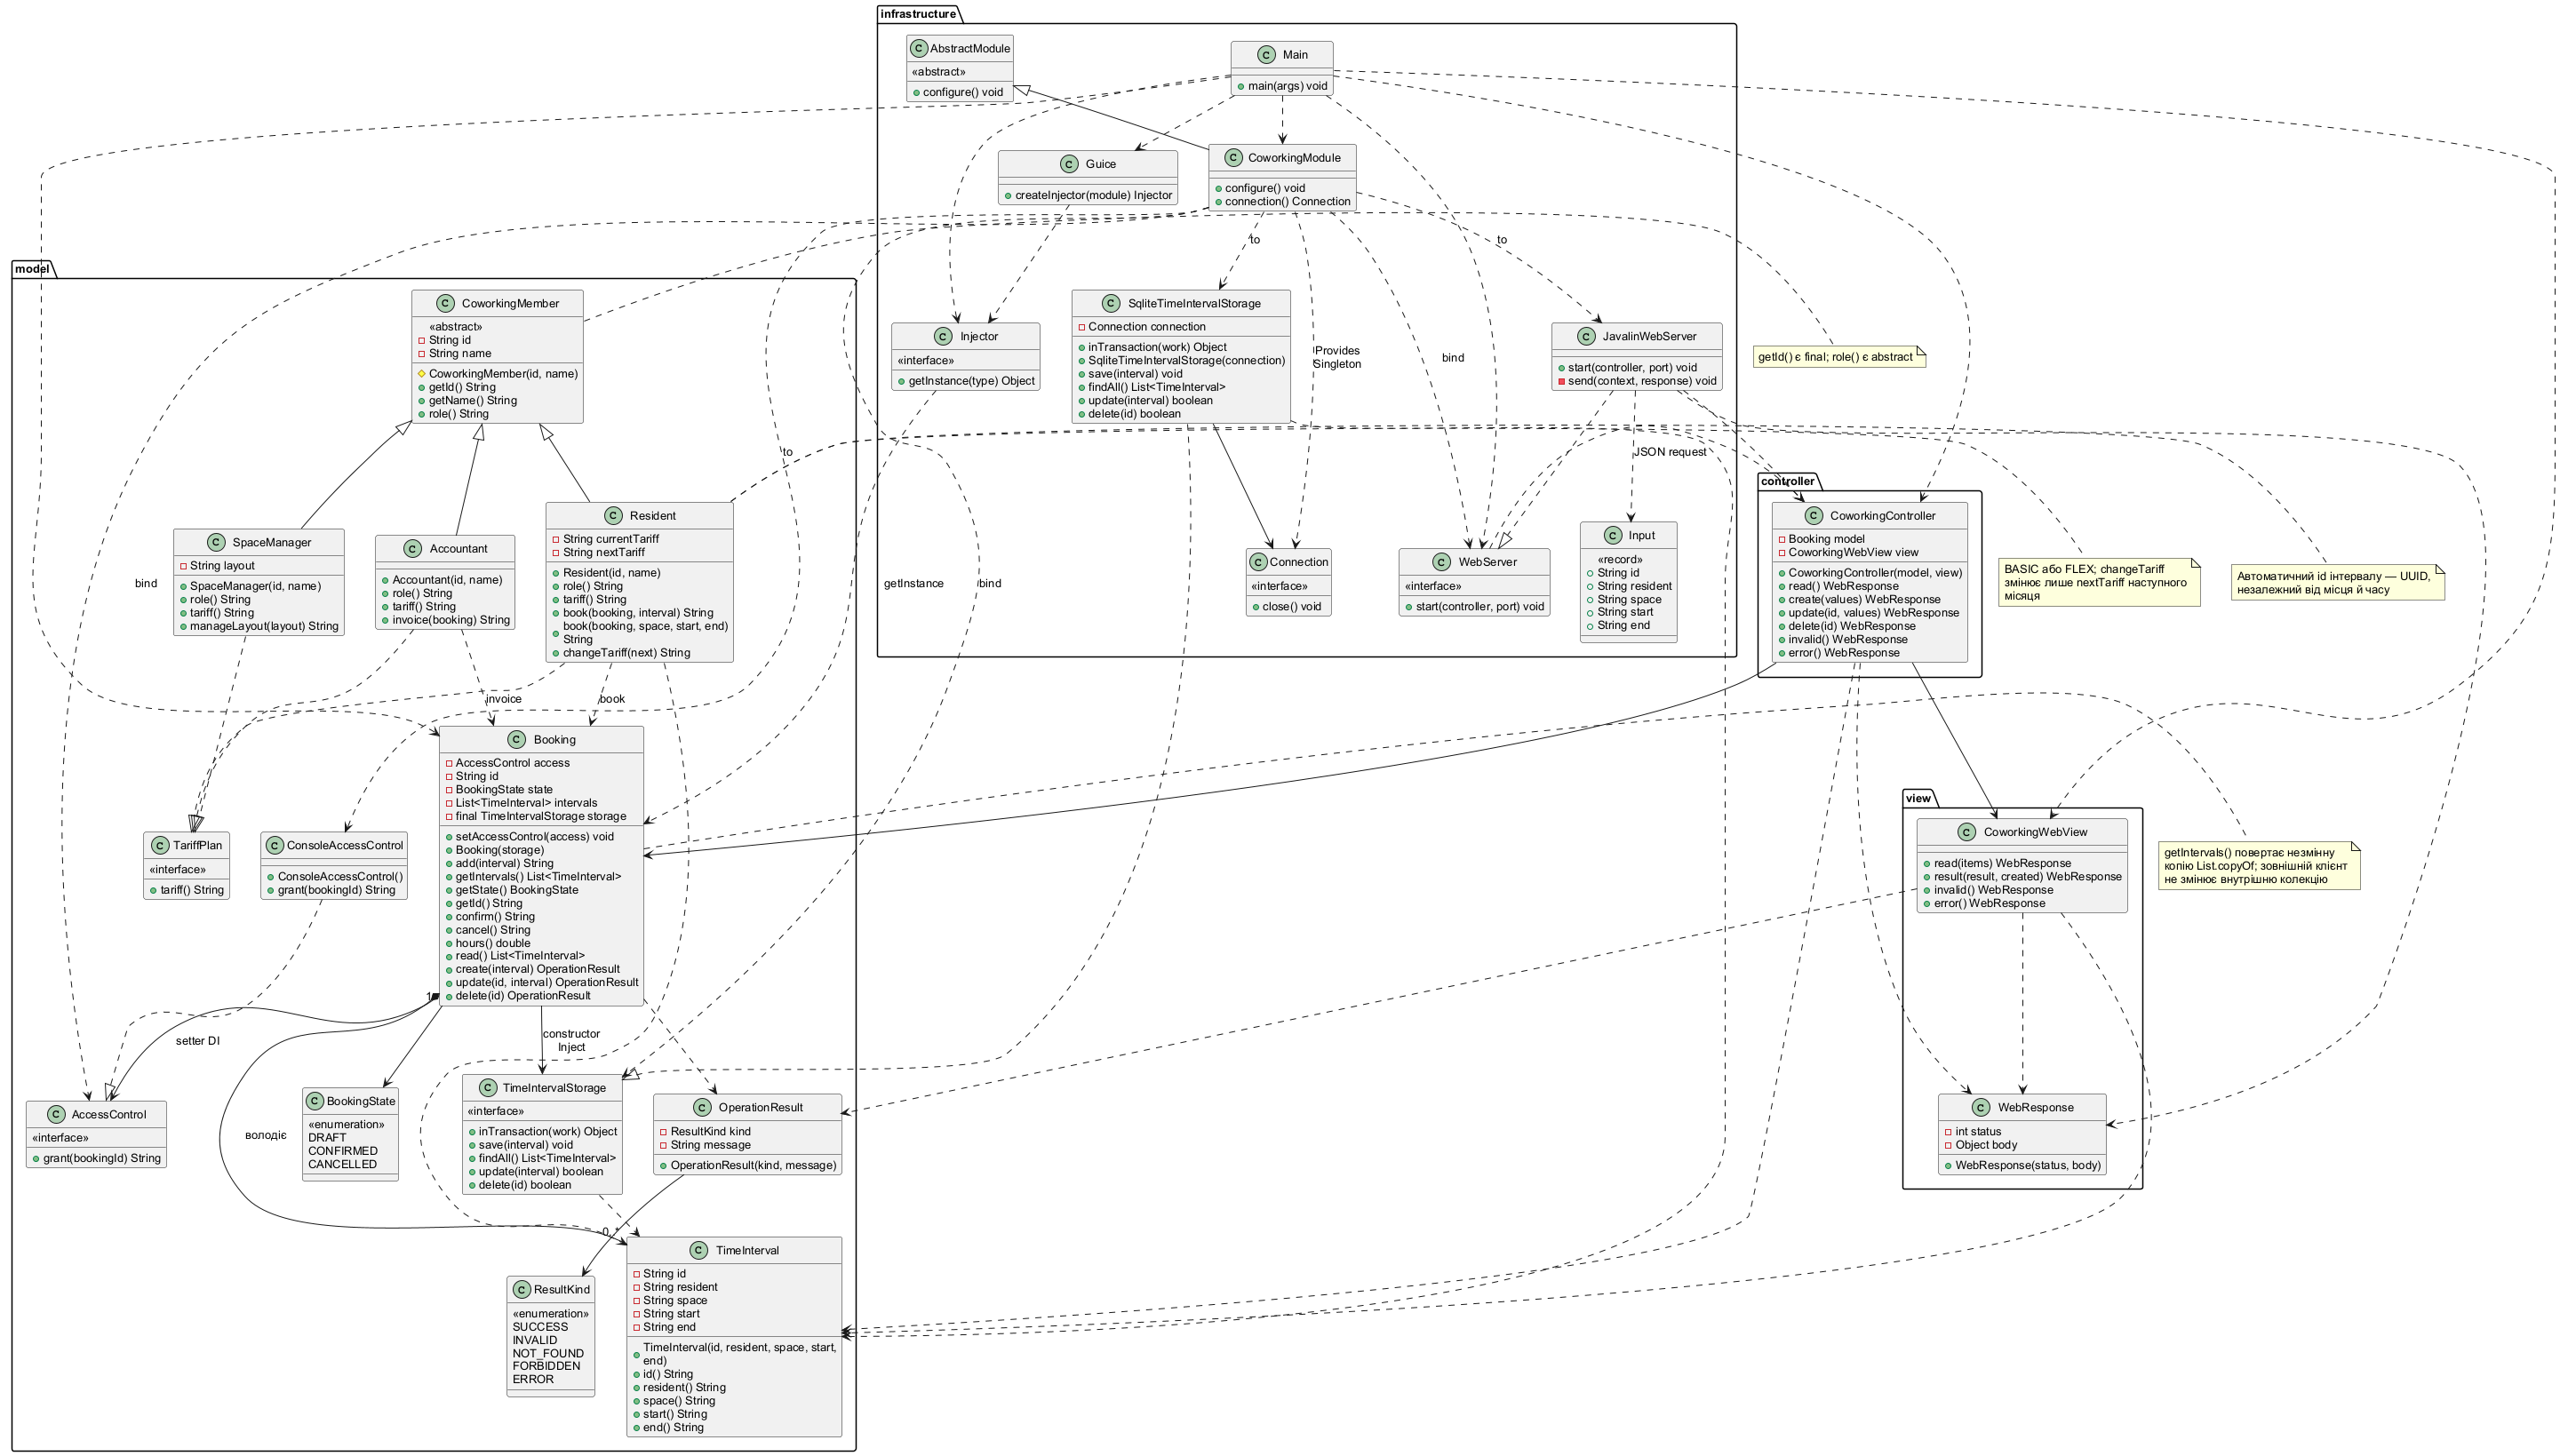 infrastructure
C AbstractModule
«abstract»
configure() void
C Main
main(args) void
C Guice
createInjector(module) Injector
C CoworkingModule
configure() void
connection() Connection
to
to
C SqliteTimeIntervalStorage
Connection connection
inTransaction(work) Object
SqliteTimeIntervalStorage(connection)
save(interval) void
findAll() List<TimeInterval>
update(interval) boolean
delete(id) boolean
C Injector
«interface»
getInstance(type) Object
Provides
Singleton
bind
C JavalinWebServer
start(controller, port) void
send(context, response) void
JSON request
C Connection
«interface»
close() void
C WebServer
«interface»
start(controller, port) void
C Input
«record»
String id
String resident
String space
String start
String end
getId() є final; role() є abstract
model
C CoworkingMember
«abstract»
String id
String name
CoworkingMember(id, name)
getId() String
getName() String
role() String
to
C SpaceManager
String layout
SpaceManager(id, name)
role() String
tariff() String
manageLayout(layout) String
C Accountant
Accountant(id, name)
role() String
tariff() String
invoice(booking) String
C Resident
String currentTariff
String nextTariff
Resident(id, name)
role() String
tariff() String
book(booking, interval) String
book(booking, space, start, end)
String
changeTariff(next) String
bind
getInstance
bind
invoice
book
controller
C CoworkingController
Booking model
CoworkingWebView view
CoworkingController(model, view)
read() WebResponse
create(values) WebResponse
update(id, values) WebResponse
delete(id) WebResponse
invalid() WebResponse
error() WebResponse
BASIC або FLEX; changeTariff
змінює лише nextTariff наступного
місяця
Автоматичний id інтервалу — UUID,
незалежний від місця й часу
C Booking
AccessControl access
String id
BookingState state
List<TimeInterval> intervals
final TimeIntervalStorage storage
setAccessControl(access) void
Booking(storage)
add(interval) String
getIntervals() List<TimeInterval>
getState() BookingState
getId() String
confirm() String
cancel() String
hours() double
read() List<TimeInterval>
create(interval) OperationResult
update(id, interval) OperationResult
delete(id) OperationResult
C TariffPlan
«interface»
tariff() String
C ConsoleAccessControl
ConsoleAccessControl()
grant(bookingId) String
view
C CoworkingWebView
read(items) WebResponse
result(result, created) WebResponse
invalid() WebResponse
error() WebResponse
getIntervals() повертає незмінну
копію List.copyOf; зовнішній клієнт
не змінює внутрішню колекцію
1
setter DI
constructor
Inject
володіє
C AccessControl
«interface»
grant(bookingId) String
C BookingState
«enumeration»
DRAFT
CONFIRMED
CANCELLED
C TimeIntervalStorage
«interface»
inTransaction(work) Object
save(interval) void
findAll() List<TimeInterval>
update(interval) boolean
delete(id) boolean
C OperationResult
ResultKind kind
String message
OperationResult(kind, message)
C WebResponse
int status
Object body
WebResponse(status, body)
C ResultKind
«enumeration»
SUCCESS
INVALID
NOT_FOUND
FORBIDDEN
ERROR
C TimeInterval
String id
String resident
String space
String start
String end
TimeInterval(id, resident, space, start,
end)
id() String
resident() String
space() String
start() String
end() String